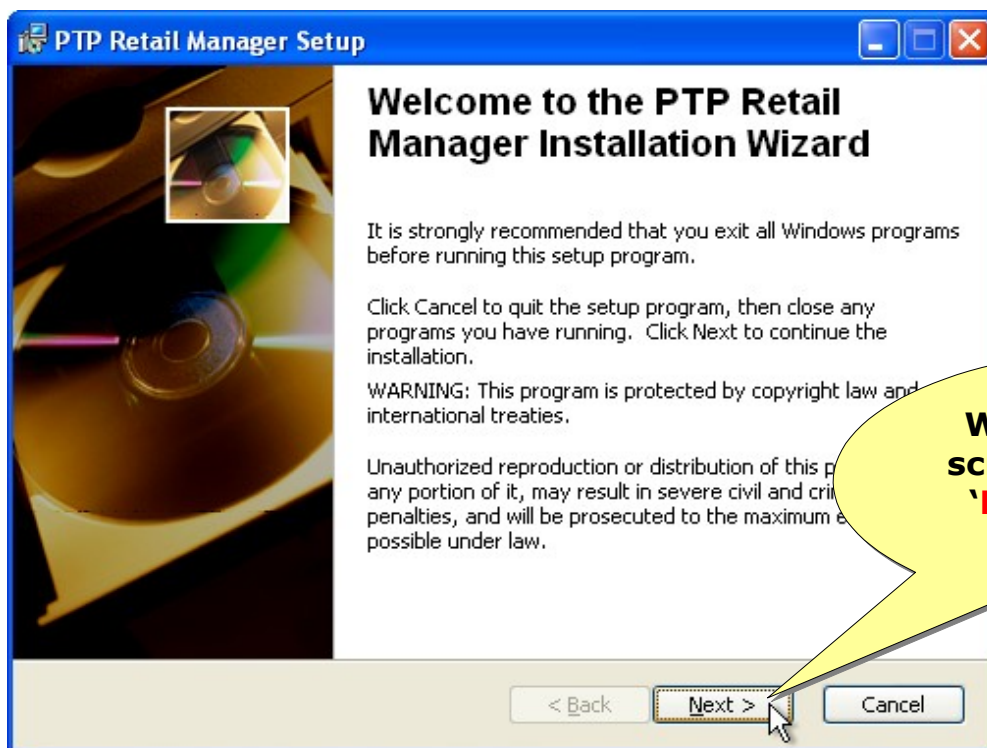 PTP Retail Manager Setup
Welcome to the PTP Retail
Manager Installation Wizard
It is strongly recommended that you exit all Windows programs
before running this setup program.
Click Cancel to quit the setup program, then close any
programs you have running. Click Next to continue the
installation.
WARNING: This program is protected by copyright law and
international treaties.
Unauthorized reproduction or distribution of this
any portion of it, may result in severe civil and
penalties, and will be prosecuted to the maximum
possible under law.
< Back
Next >
Cancel